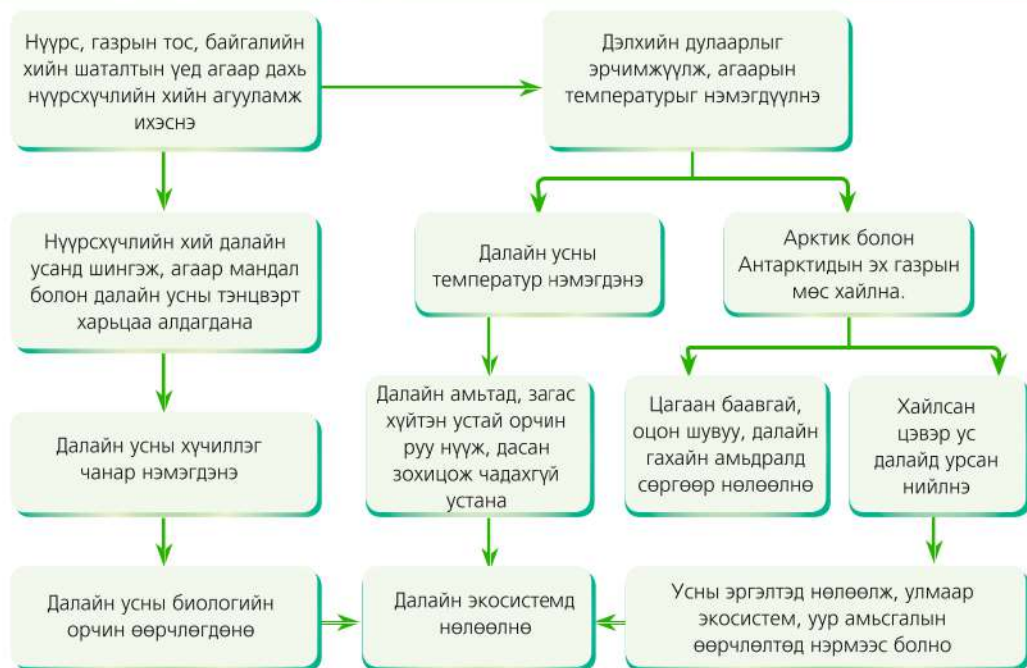 Нүүрс, газрын тос, байгалийн
хийн шаталтын үед агаар дахь
нүүрсхүчлийн хийн агууламж
ихэснэ
Дэлхийн дулаарлыг
эрчимжүүлж, агаарын
температурыг нэмэгдүүлнэ
Нүүрсхүчлийн хий далайн
усанд шингэж, агаар мандал
болон далайн усны тэнцвэрт
харьцаа алдагдана
Далайн усны
температур нэмэгдэнэ
Арктик болон
Антарктидын эх газрын
мөс хайлна.
Далайн усны хүчиллэг
чанар нэмэгдэнэ
Далайн амьтад, загас
хүйтэн устай орчин
руу нүүж, дасан
зохицож чадахгүй
устана
Цагаан баавгай,
оцон шувуу, далайн
гахайн амьдралд
сөргөөр нөлөөлнө
Хайлсан
цэвэр ус
далайд урсан
нийлнэ
Далайн усны биологийн
орчин өөрчлөгдөнө
Далайн экосистемд
нөлөөлнө
Усны эргэлтэд нөлөөлж, улмаар
экосистем, уур амьсгалын
өөрчлөлтөд нэрмээс болно